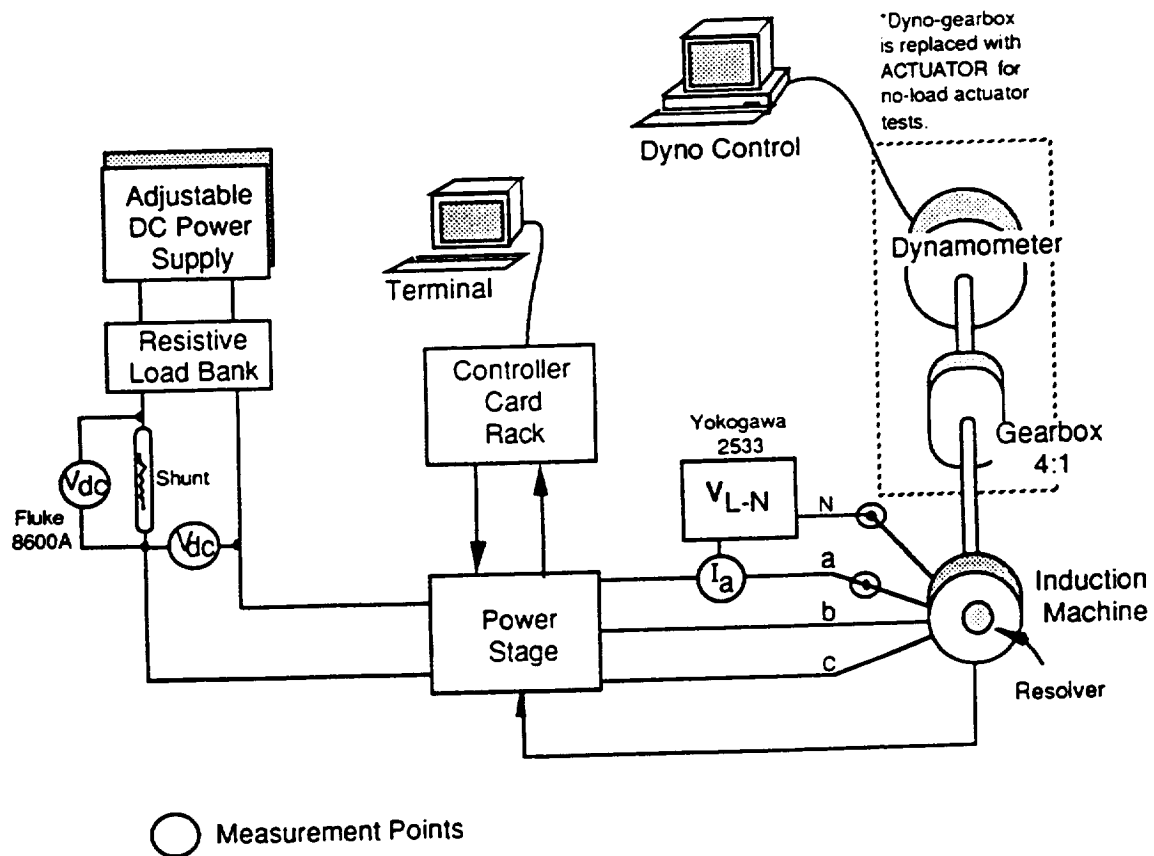 *Dyno-gearbox
is replaced with
ACTUATOR for
no-load actuator
tests.
Dyno Control
Adjustable
DC Power
Supply
Terminal
Dynamometer
Resistive
Load Bank
Controller
Card
Rack
Gearbox
4:1
Yokogawa
2533
VL-N
N
Vdc
Shunt
Fluke
8600A
Vdc
Ia
a
b
c
Power
Stage
Induction
Machine
Resolver
Measurement Points